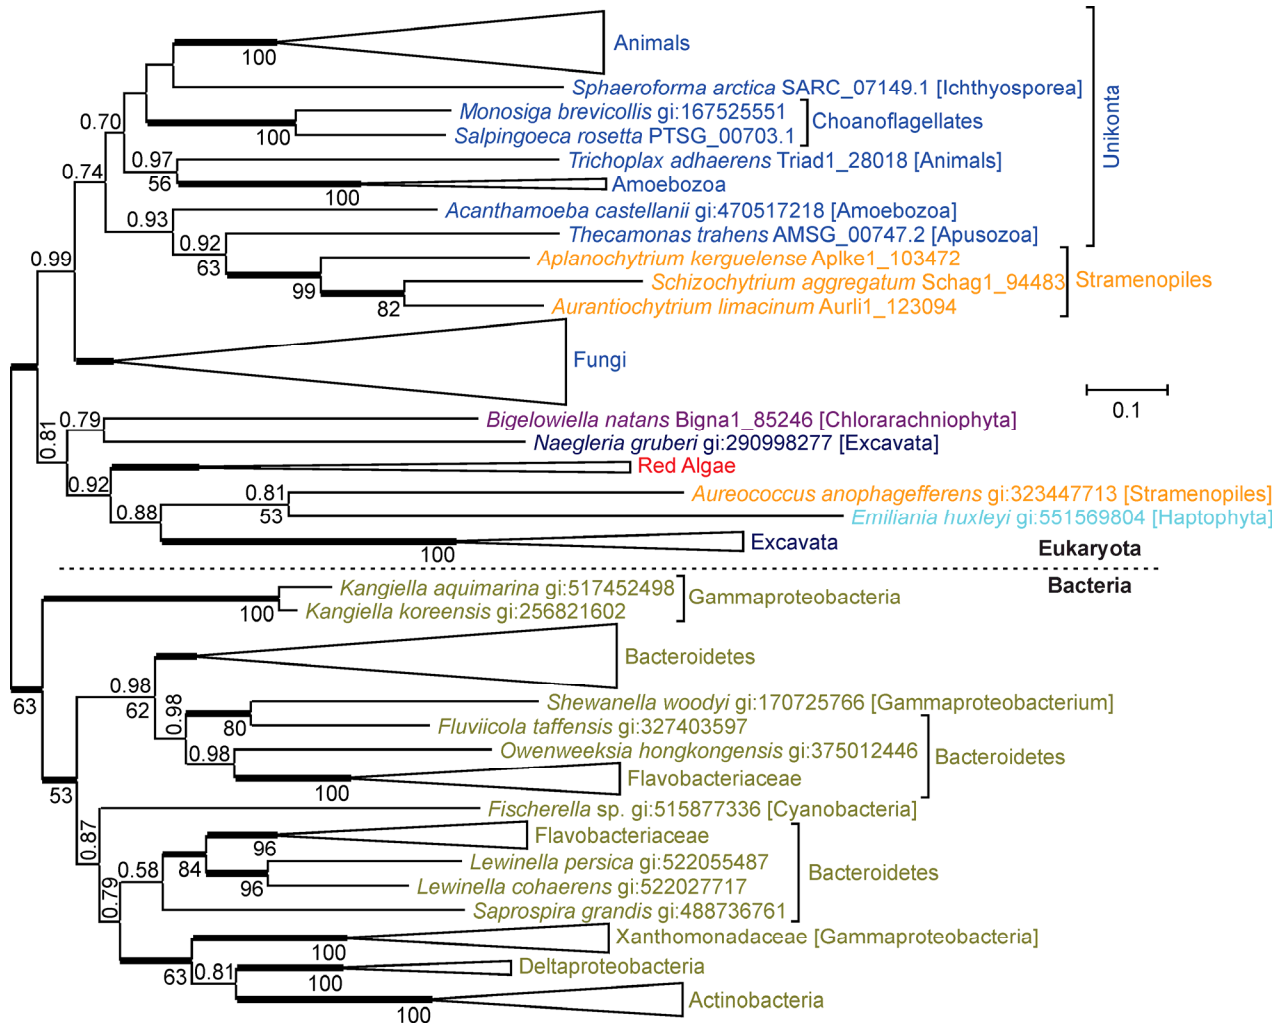 Animals
100
Sphaeroforma arctica SARC_07149.1 [Ichthyosporea]
Monosiga brevicollis gi:167525551
Choanoflagellates
0.70
100
Salpingoeca rosetta PTSG_00703.1
Unikonta
0.97
Trichoplax adhaerens Triad1_28018 [Animals]
0.74
56
Amoebozoa
100
Acanthamoeba castellanii gi:470517218 [Amoebozoa]
0.93
Thecamonas trahens AMSG_00747.2 [Apusozoa]
0.92
0.99
63
Aplanochytrium kerguelense Aplke1_103472
Schizochytrium aggregatum Schag1_94483
Stramenopiles
99
82
Aurantiochytrium limacinum Aurli1_123094
Fungi
0.1
0.79
Bigelowiella natans Bigna1_85246 [Chlorarachniophyta]
0.81
Naegleria gruberi gi:290998277 [Excavata]
Red Algae
0.92
0.81
Aureococcus anophagefferens gi:323447713 [Stramenopiles]
0.88
53
Emiliania huxleyi gi:551569804 [Haptophyta]
100
Excavata
Eukaryota
Bacteria
Kangiella aquimarina gi:517452498
Gammaproteobacteria
100
Kangiella koreensis gi:256821602
Bacteroidetes
0.98
63
62
0.98
Shewanella woodyi gi:170725766 [Gammaproteobacterium]
80
Fluviicola taffensis gi:327403597
0.98
Owenweeksia hongkongensis gi:375012446
Bacteroidetes
Flavobacteriaceae
53
100
Fischerella sp. gi:515877336 [Cyanobacteria]
0.87
Flavobacteriaceae
96
0.58
84
Lewinella persica gi:522055487
Bacteroidetes
96
Lewinella cohaerens gi:522027717
0.79
Saprospira grandis gi:488736761
Xanthomonadaceae [Gammaproteobacteria]
100
63
0.81
Deltaproteobacteria
100
Actinobacteria
100